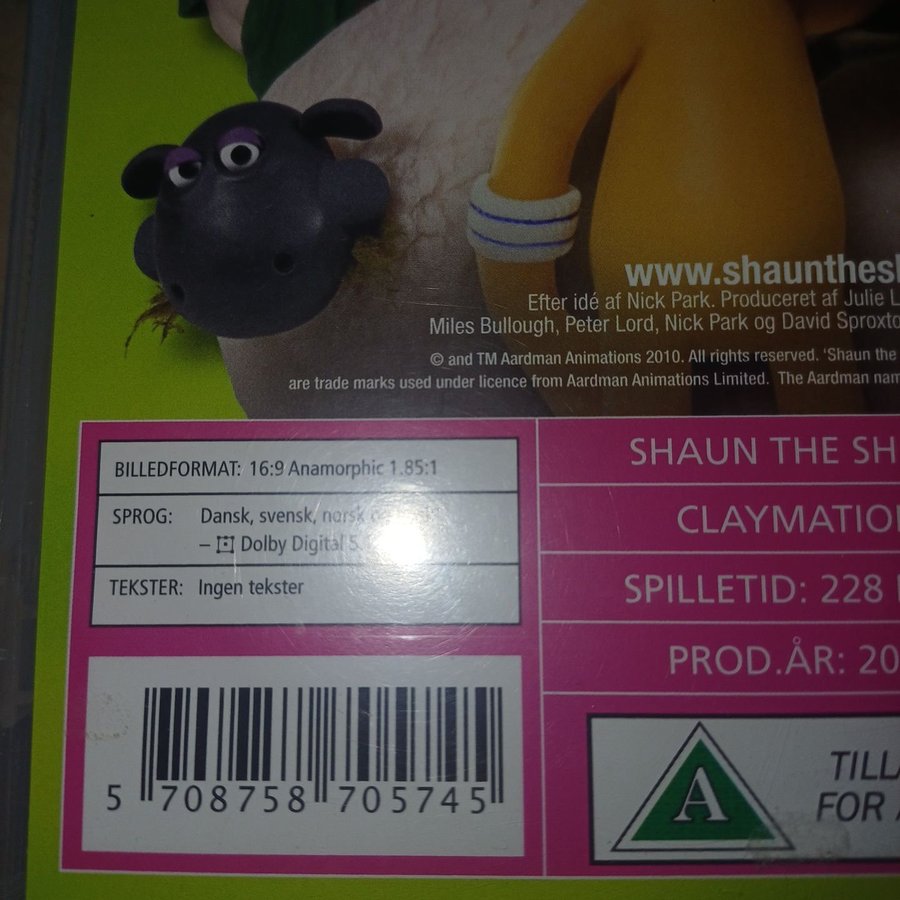 www.shaunthesh
Efter idé af Nick Park. Produceret af Julie L
Miles Bullough, Peter Lord, Nick Park og David Sproxto
© and TM Aardman Animations 2010. All rights reserved. 'Shaun the
are trade marks used under licence from Aardman Animations Limited. The Aardman nam
BILLEDFORMAT: 16:9 Anamorphic 1.85:1
SPROG: Dansk, svensk, norsk
– Dolby Digital 5.
TEKSTER: Ingen tekster
5 708758 705745
SHAUN THE SH
CLAYMATIO
SPILLETID: 228
PROD.ÅR: 20
A
TILL
FOR A